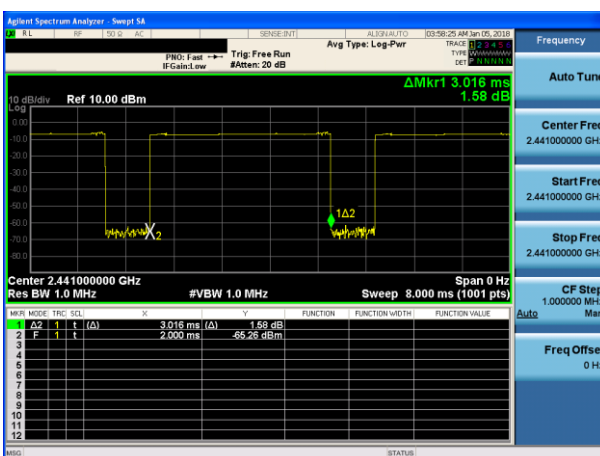 Agilent Spectrum Analyzer - Swept SA
RL RF 50 Ω AC SENSE:INT ALIGN AUTO 03:58:25 AM Jan 05, 2018
Avg Type: Log-Pwr TRACE 1 2 3 4 5 6
PNO: Fast Trig: Free Run TYPE WWWWWW
IFGain:Low #Atten: 20 dB DET P N N N N N
ΔMkr1 3.016 ms
1.58 dB
10 dB/div Ref 10.00 dBm
Log
0.00
-10.0
-20.0
-30.0
-40.0
-50.0
-60.0
-70.0
-80.0
1Δ2
X2
Center 2.441000000 GHz Span 0 Hz
Res BW 1.0 MHz #VBW 1.0 MHz Sweep 8.000 ms (1001 pts)
MKR MODE TRC SCL X Y FUNCTION FUNCTION WIDTH FUNCTION VALUE
1 Δ2 1 t (Δ) 3.016 ms (Δ) 1.58 dB
2 F 1 t 2.000 ms -65.26 dBm
3
4
5
6
7
8
9
10
11
12
MSG STATUS
Frequency
Auto Tune
Center Freq
2.441000000 GHz
Start Freq
2.441000000 GHz
Stop Freq
2.441000000 GHz
CF Step
1.000000 MHz
Auto Man
Freq Offset
0 Hz